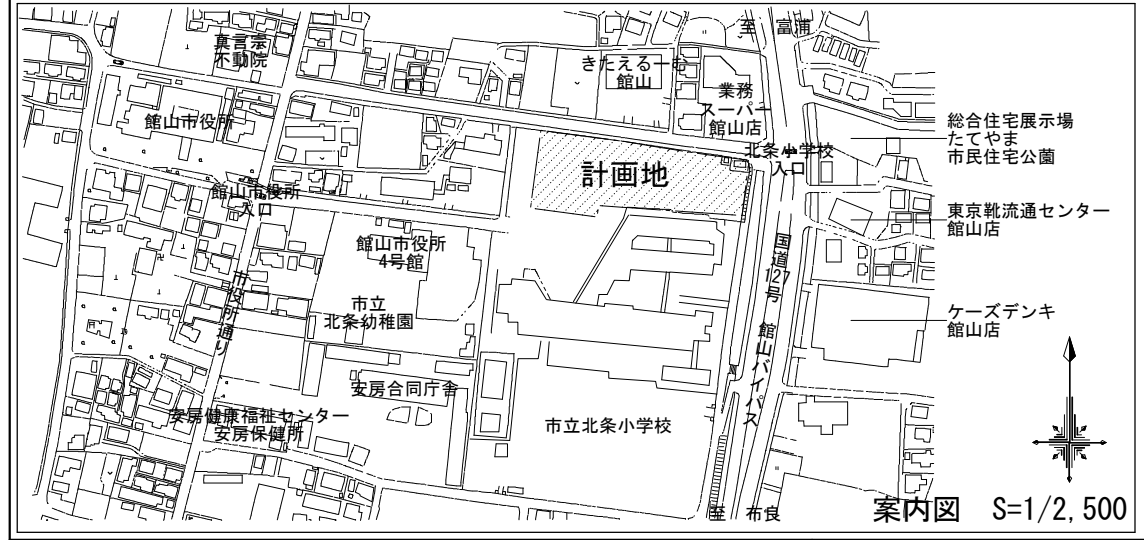 至 富浦
真言宗
不動院
きたえるーむ
館山
業務
スーパー
館山店
館山市役所
総合住宅展示場
たてやま
市民住宅公園
北条小学校
入口
計画地
館山市役所
入口
東京靴流通センター
館山店
館山市役所
4号館
国道127号 館山バイパス
市役所通り
市立
北条幼稚園
ケーズデンキ
館山店
安房合同庁舎
安房健康福祉センター
安房保健所
市立北条小学校
至 布良
案内図 S=1/2,500